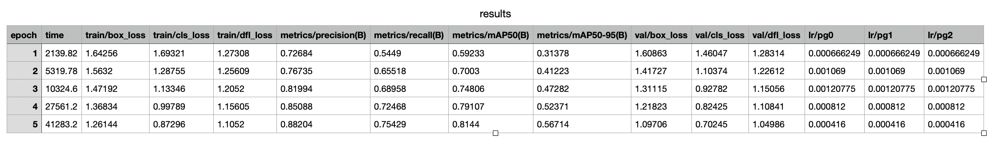 results
epoch time train/box_loss train/cls_loss train/dfl_loss metrics/precision(B) metrics/recall(B) metrics/mAP50(B) metrics/mAP50-95(B) val/box_loss val/cls_loss val/dfl_loss lr/pg0 lr/pg1 lr/pg2
1 2139.82 1.64256 1.69321 1.27308 0.72684 0.5449 0.59233 0.31378 1.60863 1.46047 1.28314 0.000666249 0.000666249 0.000666249
2 5319.78 1.5632 1.28755 1.25609 0.76735 0.65518 0.7003 0.41223 1.41727 1.10374 1.22612 0.001069 0.001069 0.001069
3 10324.6 1.47192 1.13346 1.2052 0.81994 0.68958 0.74806 0.47282 1.31115 0.92782 1.15056 0.00120775 0.00120775 0.00120775
4 27561.2 1.36834 0.99789 1.15605 0.85088 0.72468 0.79107 0.52371 1.21823 0.82425 1.10841 0.000812 0.000812 0.000812
5 41283.2 1.26144 0.87296 1.1052 0.88204 0.75429 0.8144 0.56714 1.09706 0.70245 1.04986 0.000416 0.000416 0.000416